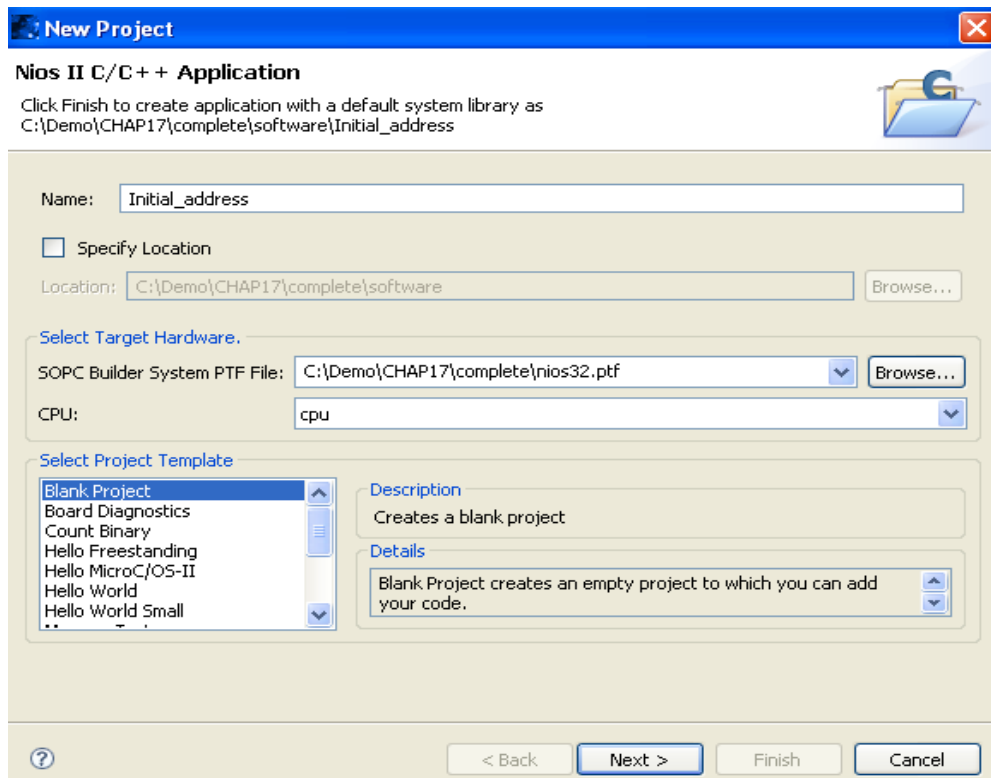 New Project
Nios II C/C++ Application
Click Finish to create application with a default system library as
C:\Demo\CHAP17\complete\software\Initial_address
C
Name: Initial_address
Specify Location
Location: C:\Demo\CHAP17\complete\software Browse...
Select Target Hardware.
SOPC Builder System PTF File: C:\Demo\CHAP17\complete\nios32.ptf Browse...
CPU: cpu
Select Project Template
Blank Project
Board Diagnostics
Count Binary
Hello Freestanding
Hello MicroC/OS-II
Hello World
Hello World Small
Description
Creates a blank project
Details
Blank Project creates an empty project to which you can add
your code.
? < Back Next > Finish Cancel